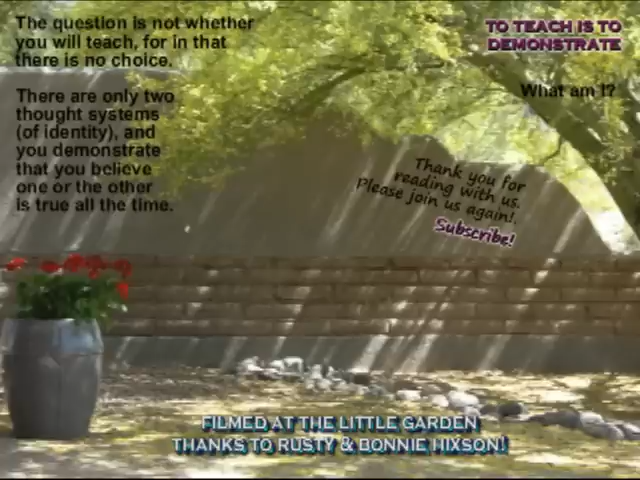 The question is not whether
you will teach, for in that
there is no choice.
There are only two
thought systems
(of identity), and
you demonstrate
that you believe
one or the other
is true all the time.
TO TEACH IS TO
DEMONSTRATE
What am I?
Thank you for
reading with us.
Please join us again!.
Subscribe!
FILMED AT THE LITTLE GARDEN
THANKS TO RUSTY & BONNIE HIXSON!